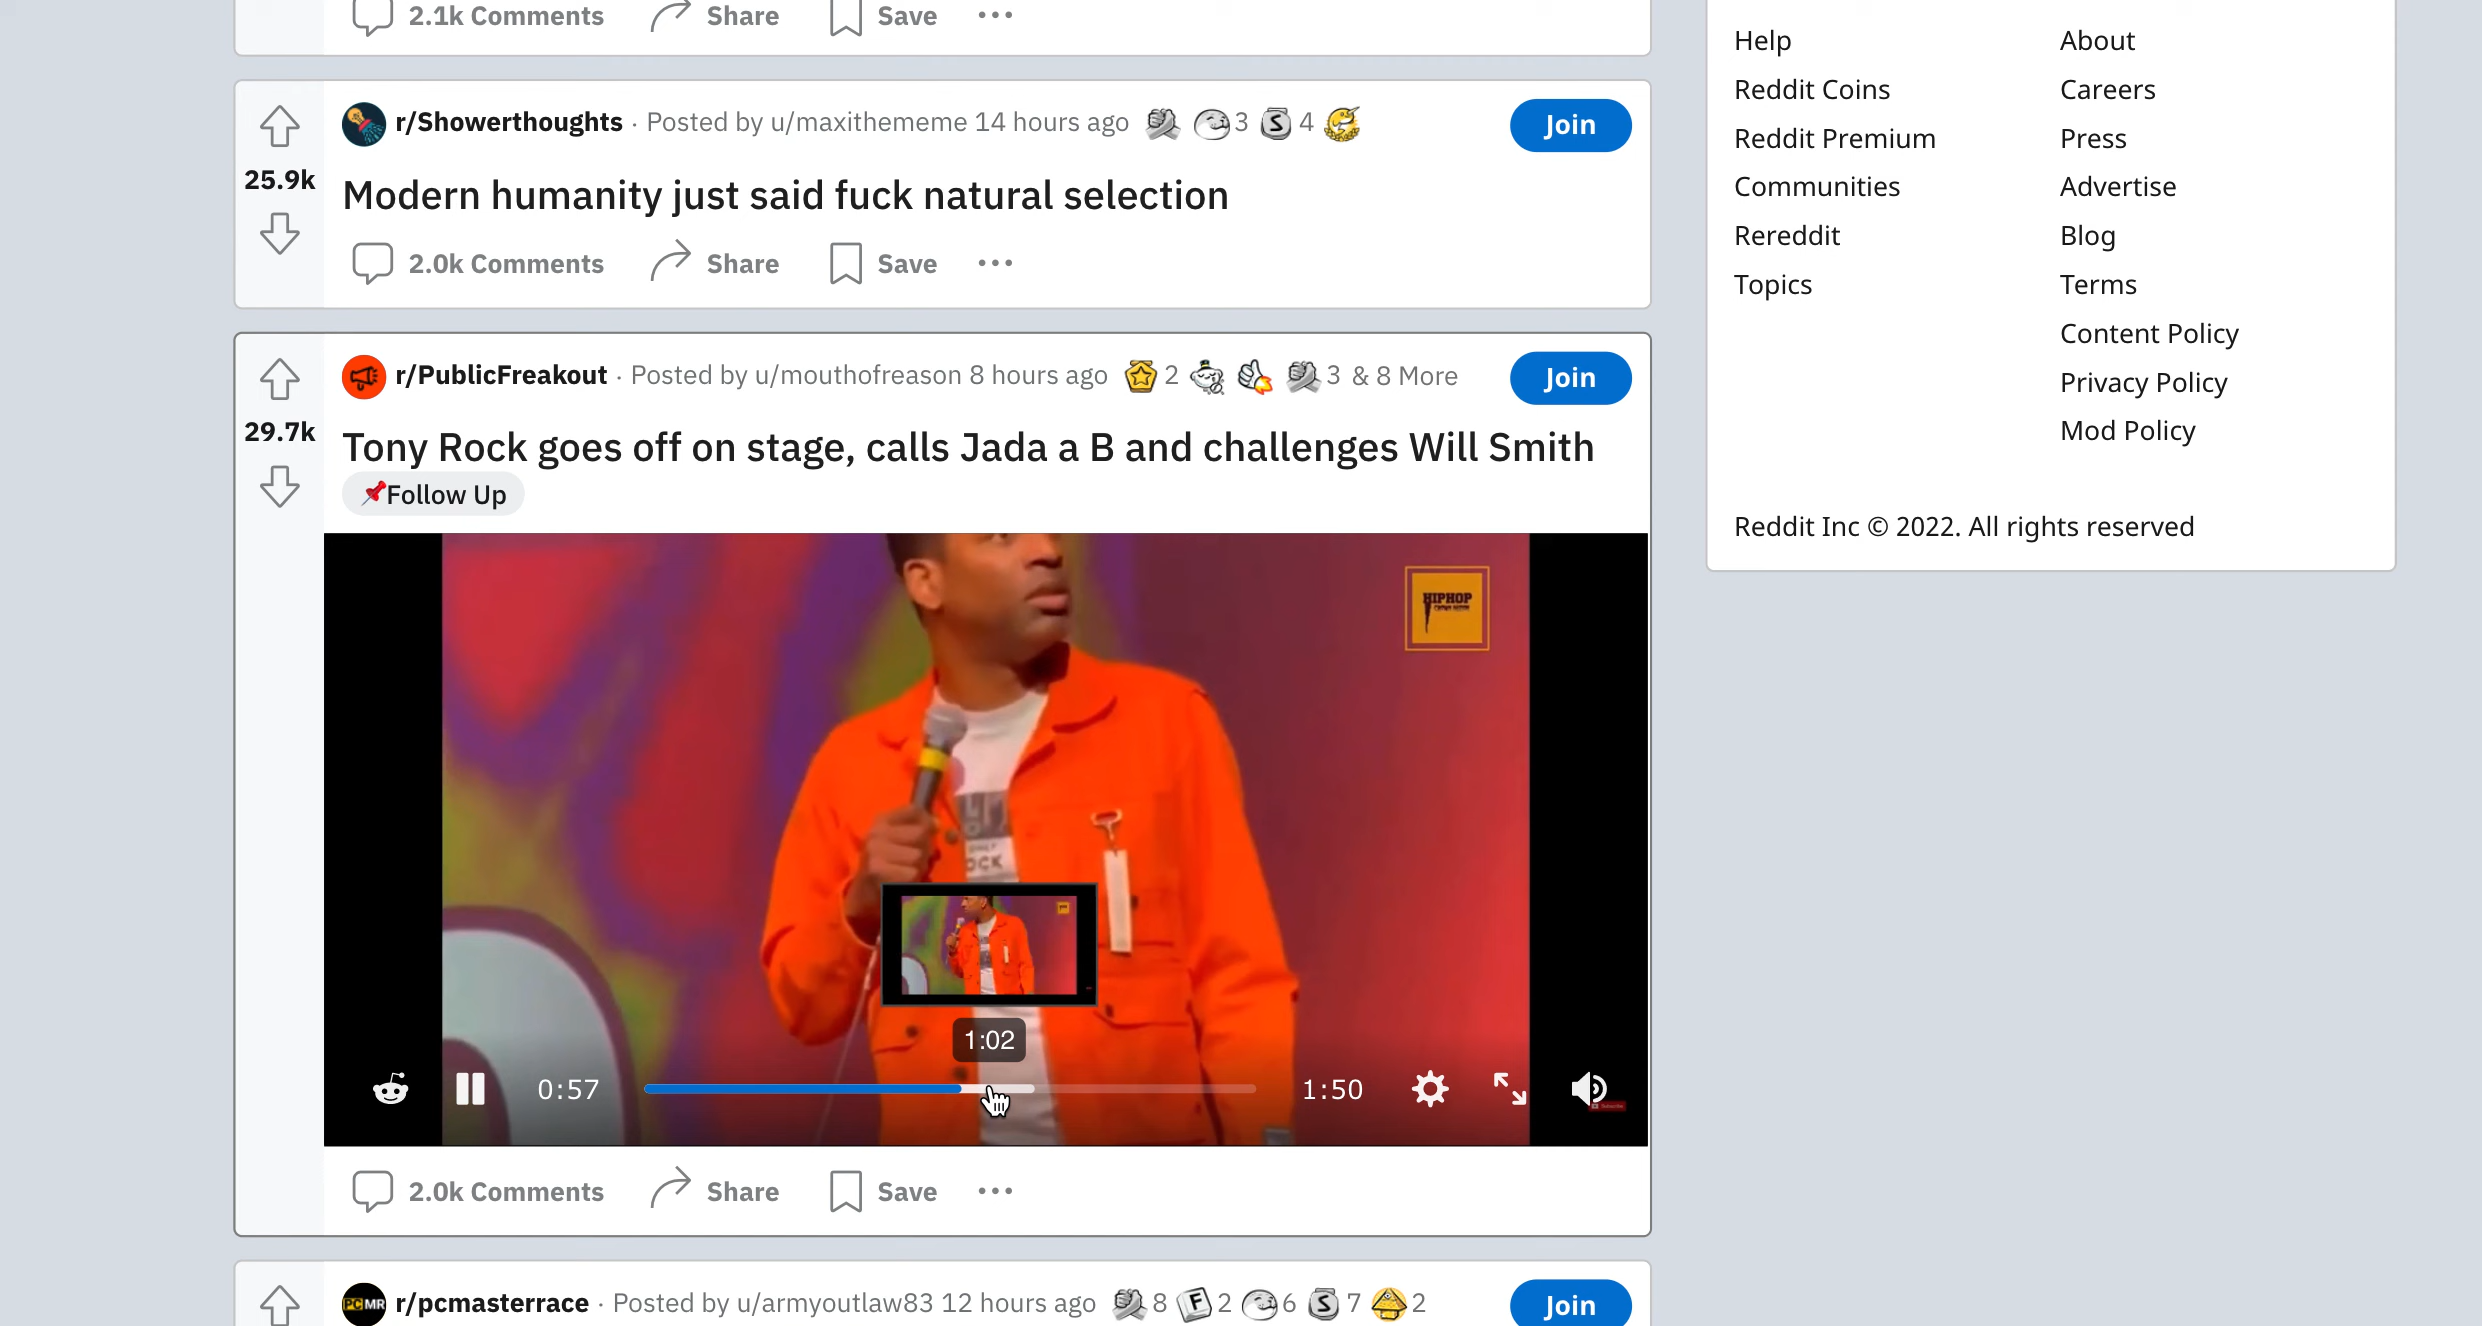 2.1k Comments Share Save
r/Showerthoughts · Posted by u/maxithememe 14 hours ago 3 S 4 Join
25.9k
Modern humanity just said fuck natural selection
2.0k Comments Share Save
r/PublicFreakout · Posted by u/mouthofreason 8 hours ago 2 3 & 8 More Join
29.7k
Tony Rock goes off on stage, calls Jada a B and challenges Will Smith
Follow Up
HIPHOP
OCK
1:02
0:57 1:50
2.0k Comments Share Save
PCMR r/pcmasterrace · Posted by u/armyoutlaw83 12 hours ago 8 F 2 6 S 7 2 Join
Help
Reddit Coins
Reddit Premium
Communities
Rereddit
Topics
About
Careers
Press
Advertise
Blog
Terms
Content Policy
Privacy Policy
Mod Policy
Reddit Inc © 2022. All rights reserved